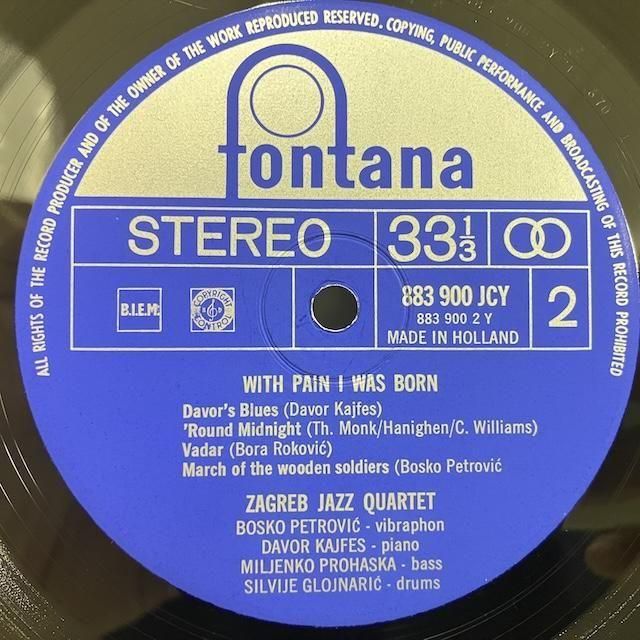 ALL RIGHTS OF THE RECORD PRODUCER AND OF THE OWNER OF THE WORK REPRODUCED RESERVED. COPYING, PUBLIC PERFORMANCE AND BROADCASTING OF THIS RECORD PROHIBITED
fontana
STEREO 33 1/3
B.I.E.M. COPYRIGHT CONTROL 883 900 JCY 2
883 900 2 Y
MADE IN HOLLAND
WITH PAIN I WAS BORN
Davor's Blues (Davor Kajfes)
'Round Midnight (Th. Monk/Hanighen/C. Williams)
Vadar (Bora Roković)
March of the wooden soldiers (Bosko Petrović
ZAGREB JAZZ QUARTET
BOSKO PETROVIĆ - vibraphon
DAVOR KAJFES - piano
MILJENKO PROHASKA - bass
SILVIJE GLOJNARIĆ - drums